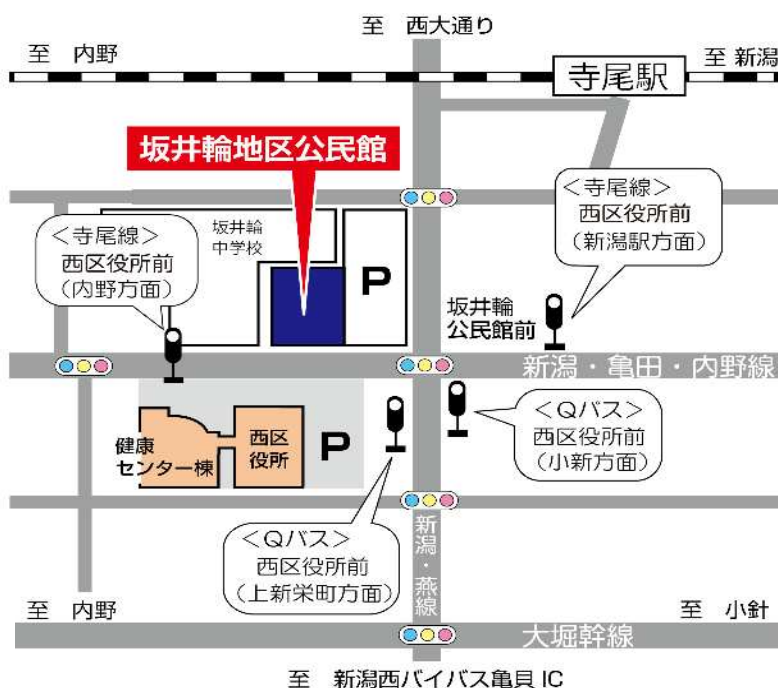 至 西大通り
至 内野
寺尾駅
至 新潟
坂井輪地区公民館
<寺尾線>
西区役所前
(新潟駅方面)
坂井輪
中学校
<寺尾線>
西区役所前
(内野方面)
P
坂井輪
公民館前
新潟・亀田・内野線
<Qバス>
西区役所前
(小新方面)
健康
センター棟
西区
役所
P
<Qバス>
西区役所前
(上新栄町方面)
新潟・燕線
至 内野
至 小針
大堀幹線
至 新潟西バイパス亀貝 IC